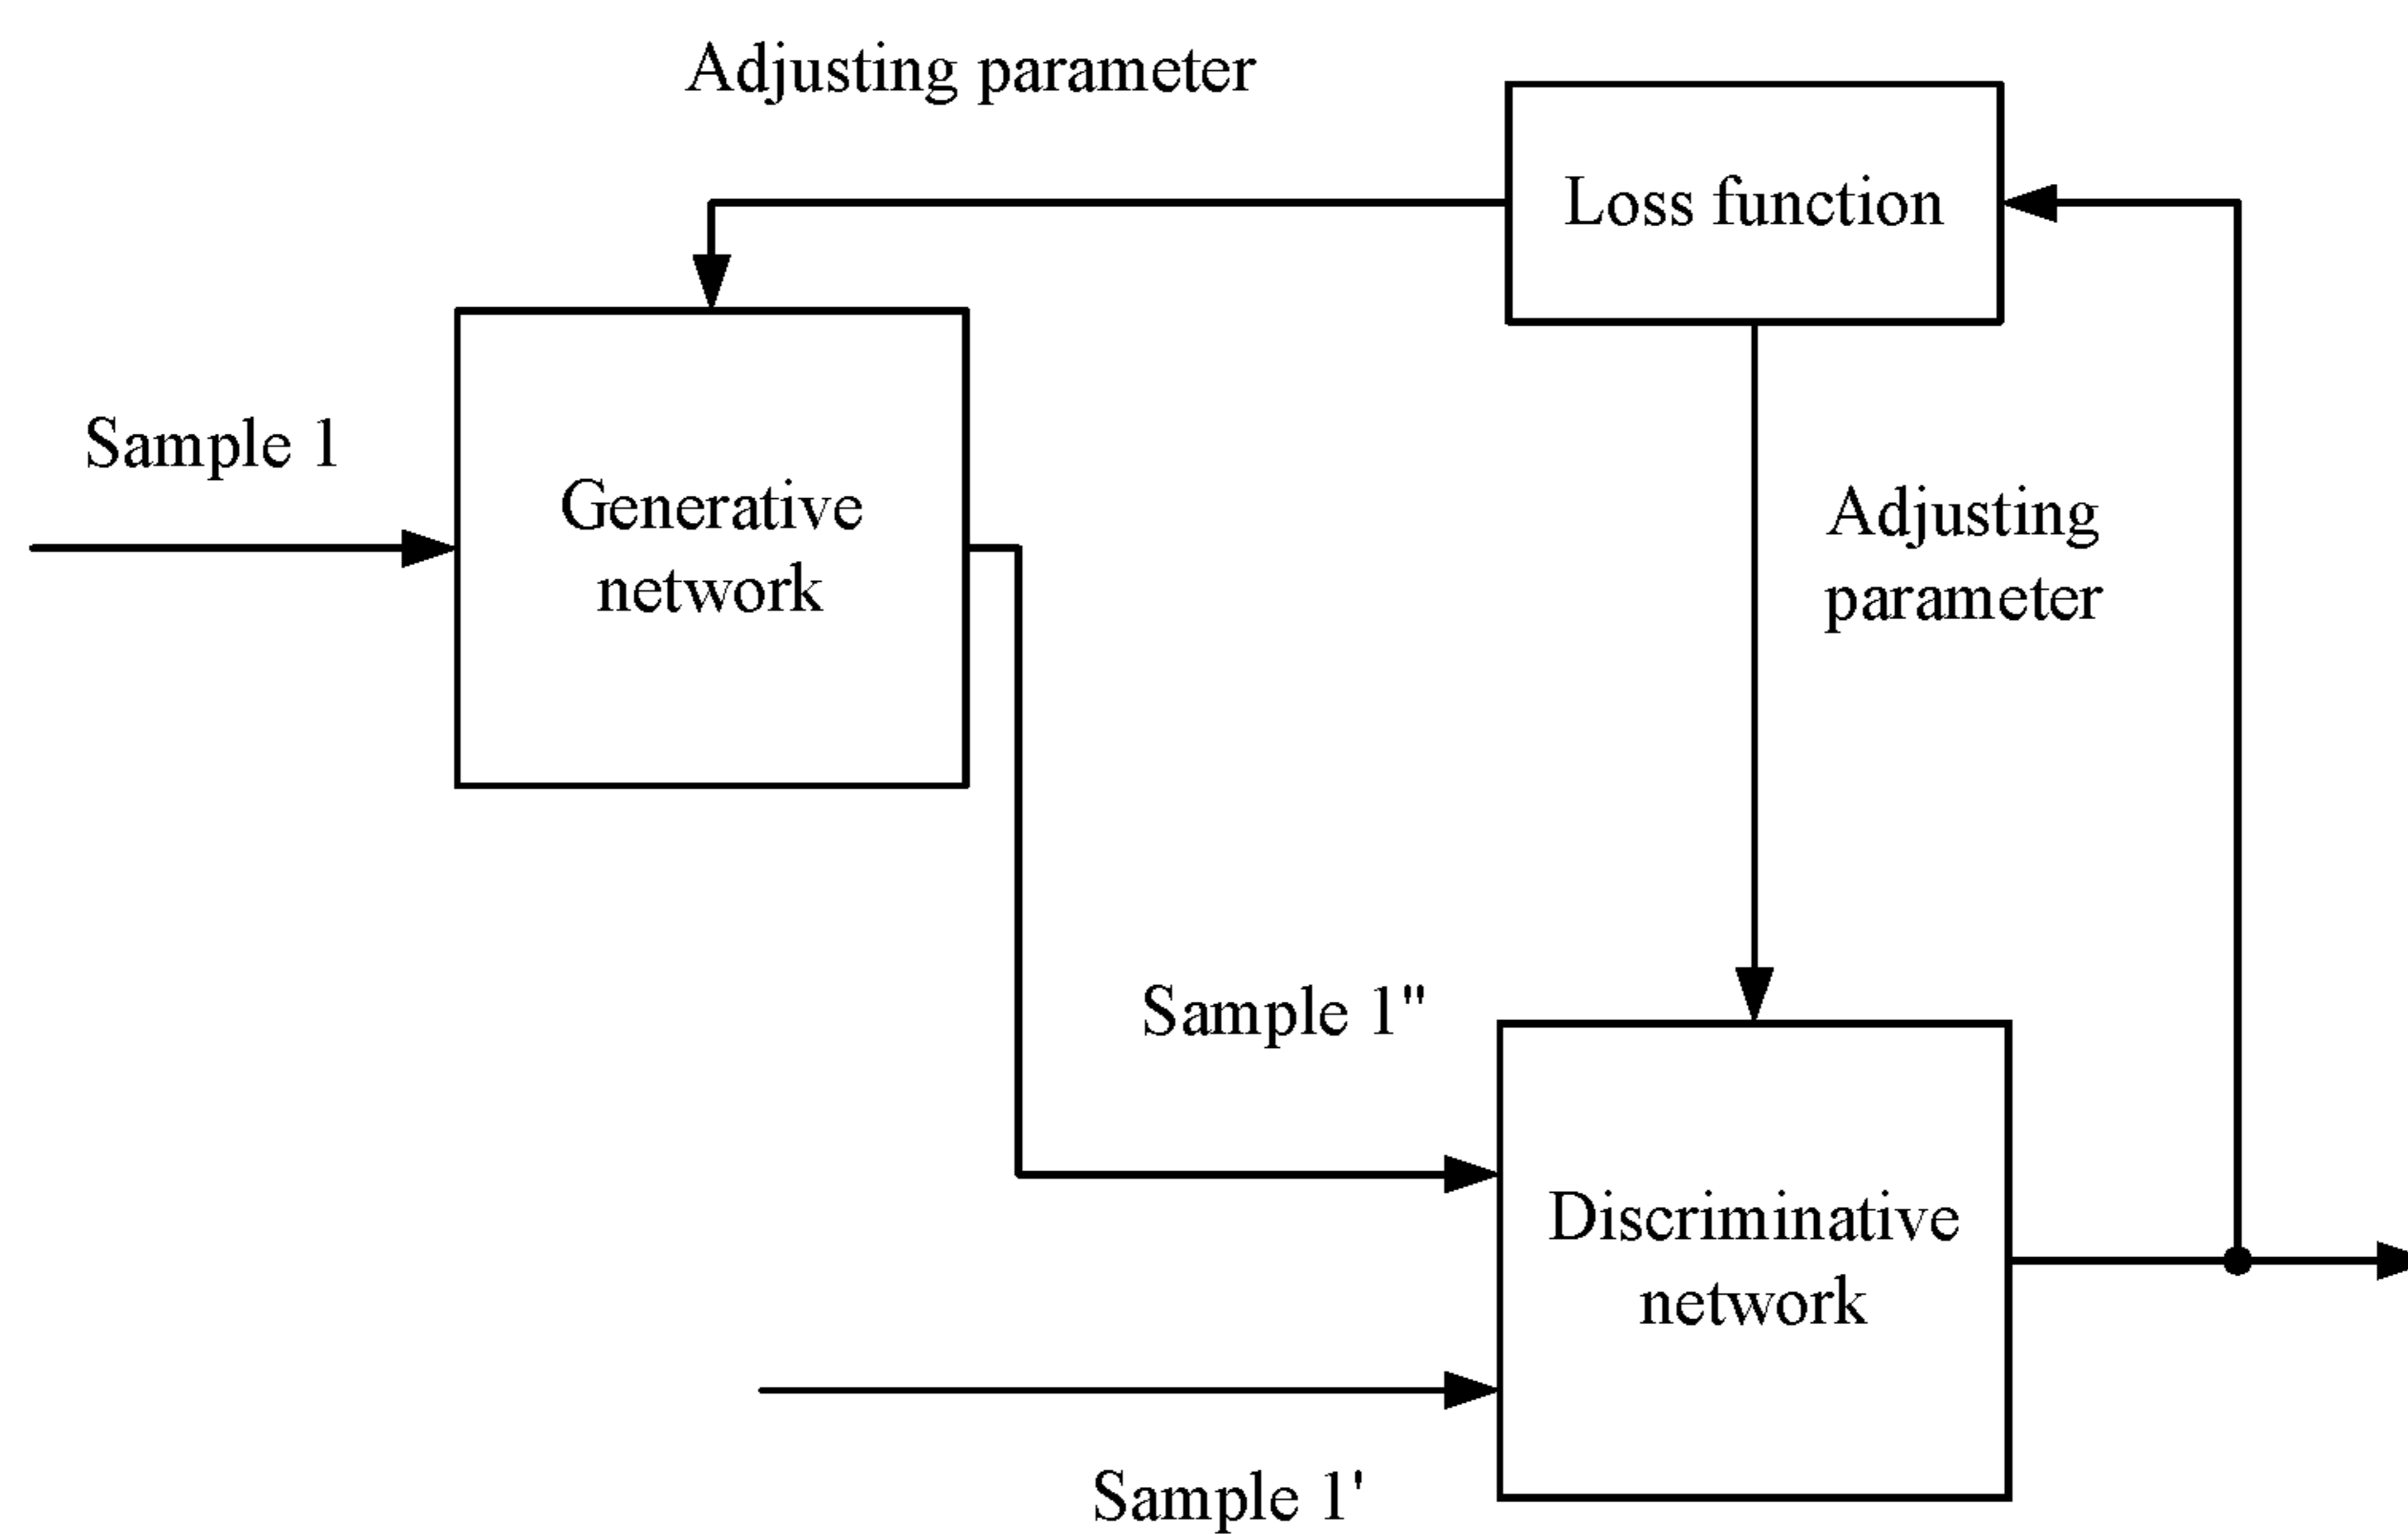 Adjusting parameter
Loss function
Sample 1
Generative
network
Adjusting
parameter
Sample 1"
Discriminative
network
Sample 1'